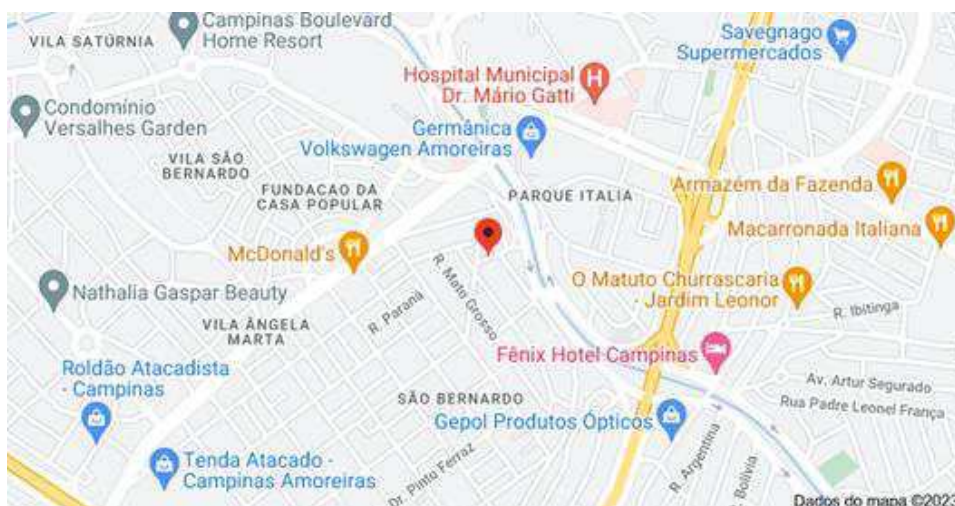 Campinas Boulevard
Home Resort
VILA SATÚRNIA
Savegnago
Supermercados
Hospital Municipal
Dr. Mário Gatti
Condomínio
Versalhes Garden
Germânica
Volkswagen Amoreiras
VILA SÃO
BERNARDO
FUNDACAO DA
CASA POPULAR
PARQUE ITALIA
Armazém da Fazenda
Macarronada Italiana
McDonald's
R. Mato Grosso
O Matuto Churrascaria
- Jardim Leonor
Nathalia Gaspar Beauty
R. Paraná
R. Ibitinga
VILA ÂNGELA
MARTA
Fênix Hotel Campinas
Roldão Atacadista
- Campinas
Av. Artur Segurado
SÃO BERNARDO
Rua Padre Leonel França
Gepol Produtos Ópticos
Tenda Atacado -
Campinas Amoreiras
Dr. Pinto Ferraz
R. Argentina
Bolívia
Dados do mapa ©2023